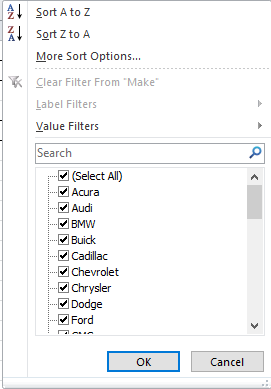 Sort A to Z
Sort Z to A
More Sort Options...
Clear Filter From "Make"
Label Filters
Value Filters
Search
(Select All)
Acura
Audi
BMW
Buick
Cadillac
Chevrolet
Chrysler
Dodge
Ford
OK
Cancel